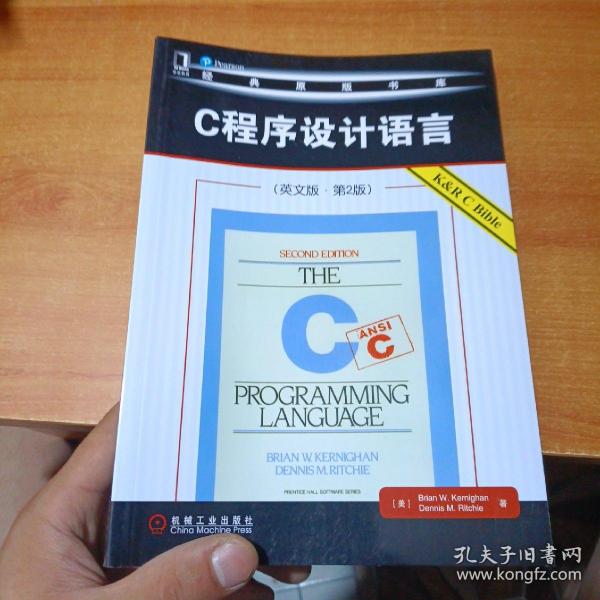 Pearson
经典原版书库
C程序设计语言
(英文版·第2版)
K&R C Bible
SECOND EDITION
THE
C
ANSI
C
PROGRAMMING
LANGUAGE
BRIAN W. KERNIGHAN
DENNIS M. RITCHIE
PRENTICE HALL SOFTWARE SERIES
[美] Brian W. Kernighan
Dennis M. Ritchie 著
机械工业出版社
China Machine Press
孔夫子旧书网
www.kongfz.com